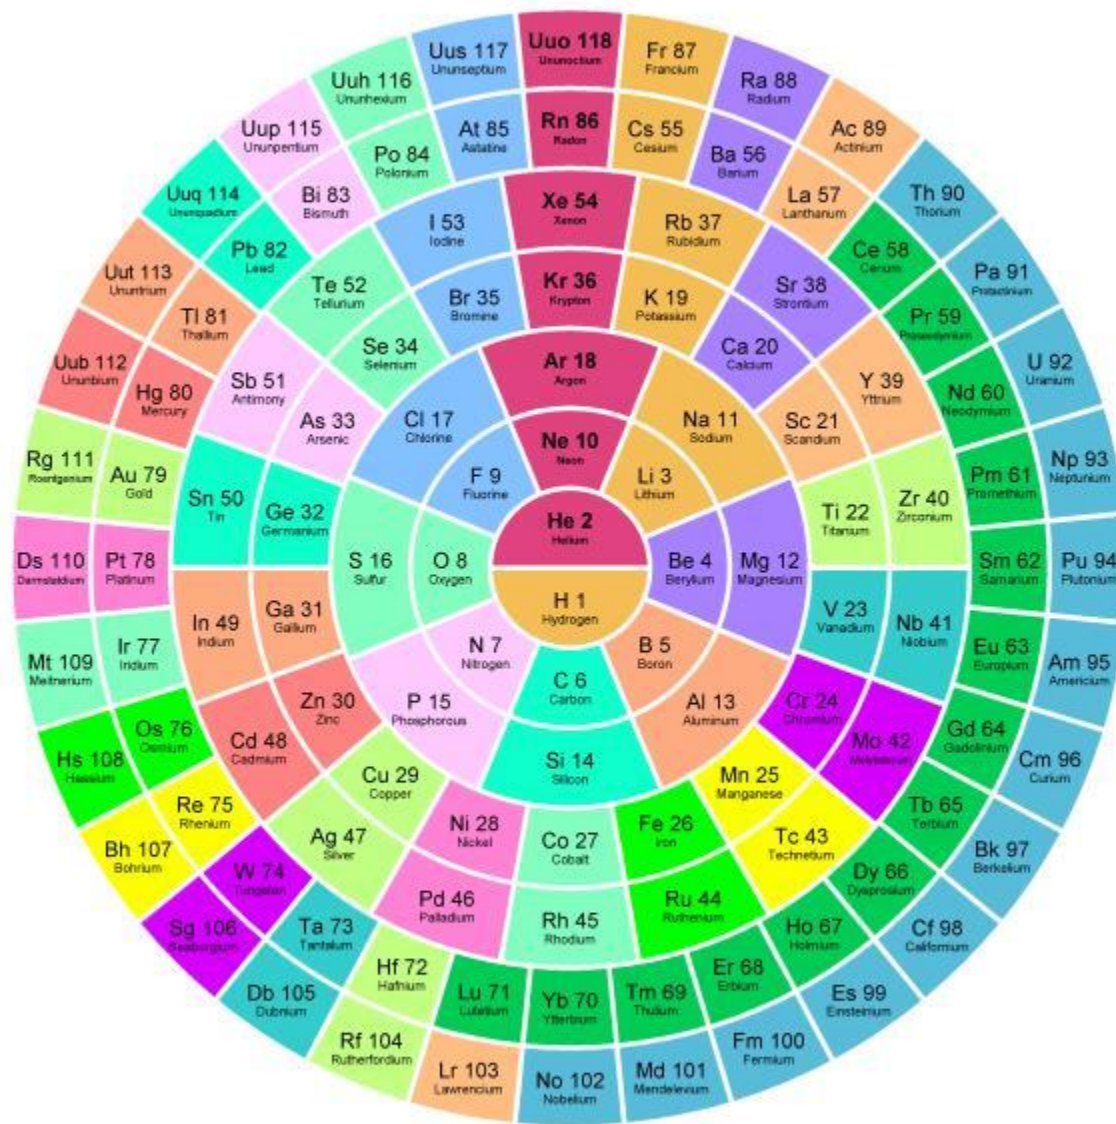 H 1
Hydrogen
He 2
Helium
Li 3
Lithium
Be 4
Berylium
B 5
Boron
C 6
Carbon
N 7
Nitrogen
O 8
Oxygen
F 9
Fluorine
Ne 10
Neon
Na 11
Sodium
Mg 12
Magnesium
Al 13
Aluminum
Si 14
Silicon
P 15
Phosphorous
S 16
Sulfur
Cl 17
Chlorine
Ar 18
Argon
K 19
Potassium
Ca 20
Calcium
Sc 21
Scandium
Ti 22
Titanium
V 23
Vanadium
Cr 24
Chromium
Mn 25
Manganese
Fe 26
Iron
Co 27
Cobalt
Ni 28
Nickel
Cu 29
Copper
Zn 30
Zinc
Ga 31
Gallium
Ge 32
Germanium
As 33
Arsenic
Se 34
Selenium
Br 35
Bromine
Kr 36
Krypton
Rb 37
Rubidium
Sr 38
Strontium
Y 39
Yttrium
Zr 40
Zirconium
Nb 41
Niobium
Mo 42
Molybdenum
Tc 43
Technetium
Ru 44
Ruthenium
Rh 45
Rhodium
Pd 46
Palladium
Ag 47
Silver
Cd 48
Cadmium
In 49
Indium
Sn 50
Tin
Sb 51
Antimony
Te 52
Tellurium
I 53
Iodine
Xe 54
Xenon
Cs 55
Cesium
Ba 56
Barium
La 57
Lanthanum
Ce 58
Cerium
Pr 59
Praseodymium
Nd 60
Neodymium
Pm 61
Promethium
Sm 62
Samarium
Eu 63
Europium
Gd 64
Gadolinium
Tb 65
Terbium
Dy 66
Dysprosium
Ho 67
Holmium
Er 68
Erbium
Tm 69
Thulium
Yb 70
Ytterbium
Lu 71
Lutetium
Hf 72
Hafnium
Ta 73
Tantalum
W 74
Tungsten
Re 75
Rhenium
Os 76
Osmium
Ir 77
Iridium
Pt 78
Platinum
Au 79
Gold
Hg 80
Mercury
Tl 81
Thallium
Pb 82
Lead
Bi 83
Bismuth
Po 84
Polonium
At 85
Astatine
Rn 86
Radon
Fr 87
Francium
Ra 88
Radium
Ac 89
Actinium
Th 90
Thorium
Pa 91
Protactinium
U 92
Uranium
Np 93
Neptunium
Pu 94
Plutonium
Am 95
Americium
Cm 96
Curium
Bk 97
Berkelium
Cf 98
Californium
Es 99
Einsteinium
Fm 100
Fermium
Md 101
Mendelevium
No 102
Nobelium
Lr 103
Lawrencium
Rf 104
Rutherfordium
Db 105
Dubnium
Sg 106
Seaborgium
Bh 107
Bohrium
Hs 108
Hassium
Mt 109
Meitnerium
Ds 110
Rg 111
Roentgenium
Uub 112
Ununbium
Uut 113
Ununtrium
Uuq 114
Ununquadium
Uup 115
Ununpentium
Uuh 116
Ununhexium
Uus 117
Ununseptium
Uuo 118
Ununoctium